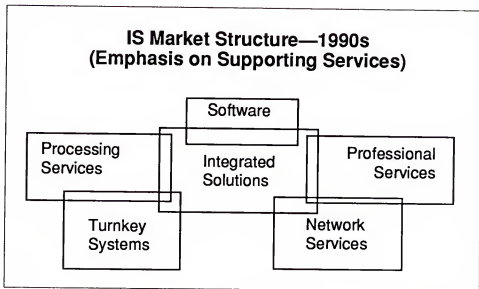 IS Market Structure—1990s
(Emphasis on Supporting Services)
Software
Processing
Services
Integrated
Solutions
Professional
Services
Turnkey
Systems
Network
Services